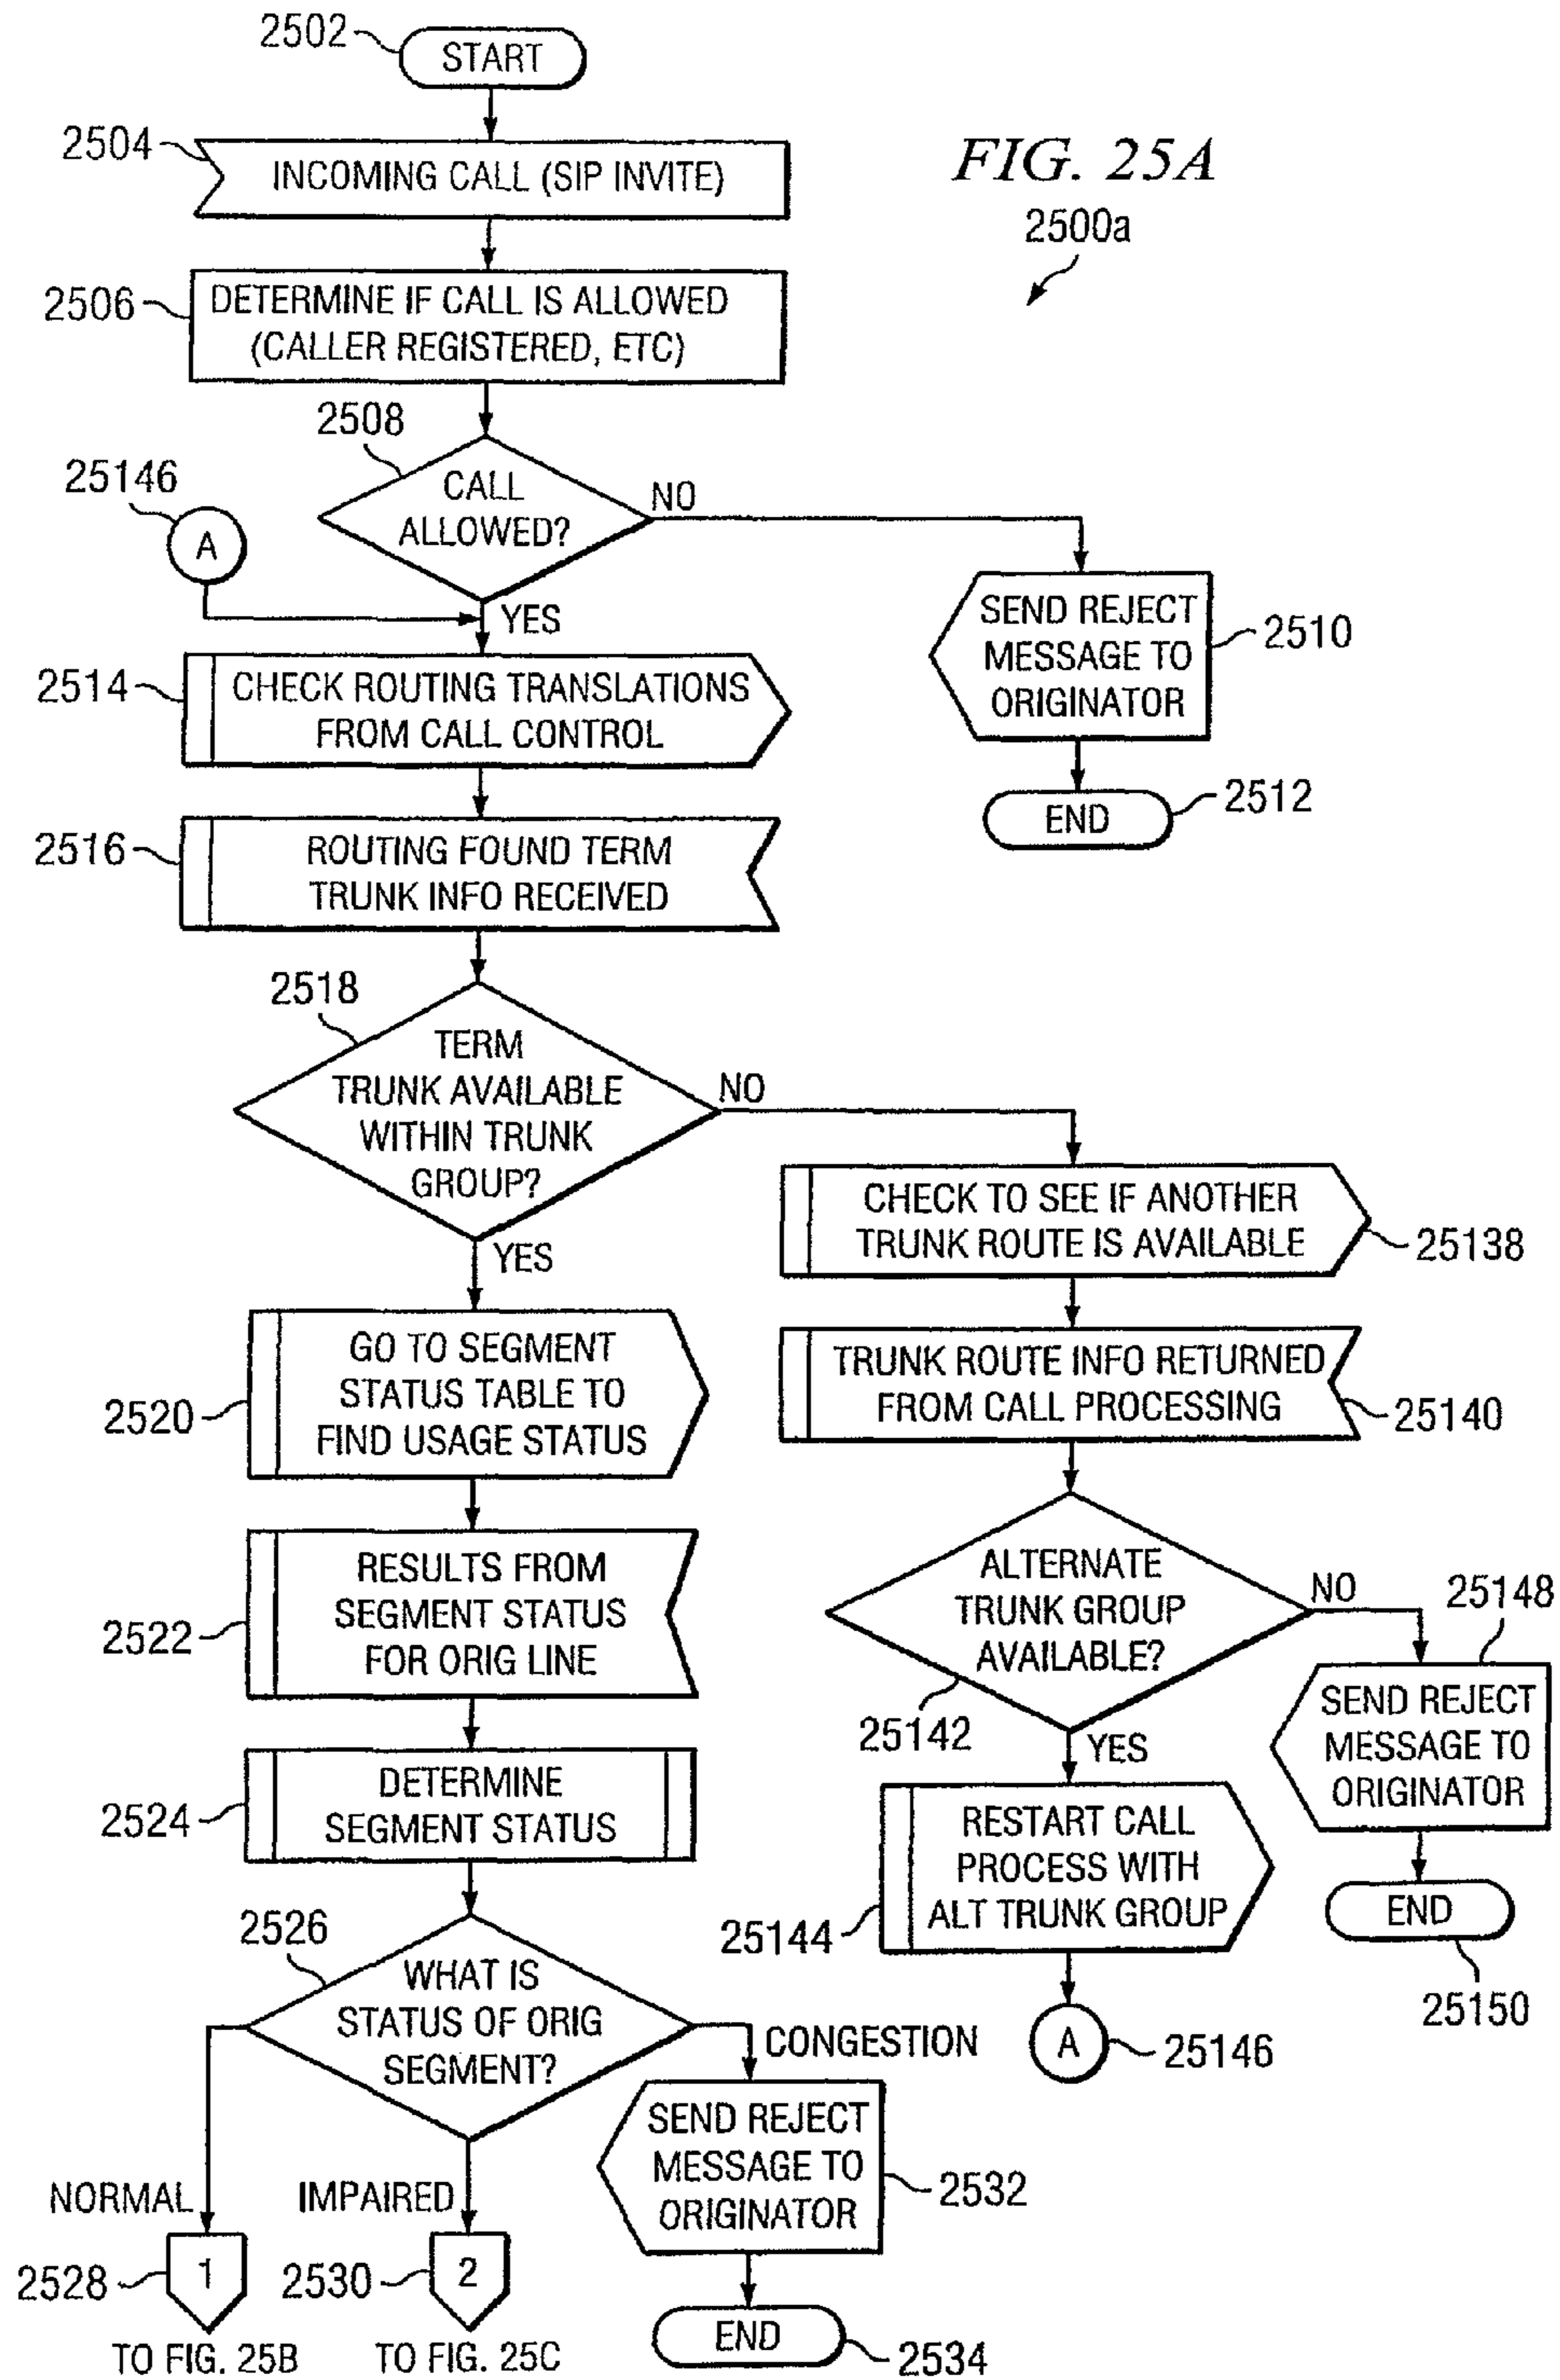 2502
START
2504
INCOMING CALL (SIP INVITE)
FIG. 25A
2500a
2506
DETERMINE IF CALL IS ALLOWED
(CALLER REGISTERED, ETC)
2508
CALL
ALLOWED?
NO
25146
A
YES
SEND REJECT
MESSAGE TO
ORIGINATOR
2510
END
2512
2514
CHECK ROUTING TRANSLATIONS
FROM CALL CONTROL
2516
ROUTING FOUND TERM
TRUNK INFO RECEIVED
2518
TERM
TRUNK AVAILABLE
WITHIN TRUNK
GROUP?
NO
YES
CHECK TO SEE IF ANOTHER
TRUNK ROUTE IS AVAILABLE
25138
2520
GO TO SEGMENT
STATUS TABLE TO
FIND USAGE STATUS
TRUNK ROUTE INFO RETURNED
FROM CALL PROCESSING
25140
2522
RESULTS FROM
SEGMENT STATUS
FOR ORIG LINE
ALTERNATE
TRUNK GROUP
AVAILABLE?
25142
NO
25148
YES
SEND REJECT
MESSAGE TO
ORIGINATOR
END
25150
2524
DETERMINE
SEGMENT STATUS
RESTART CALL
PROCESS WITH
ALT TRUNK GROUP
25144
A
25146
2526
WHAT IS
STATUS OF ORIG
SEGMENT?
CONGESTION
SEND REJECT
MESSAGE TO
ORIGINATOR
2532
NORMAL
IMPAIRED
2528
1
2530
2
END
2534
TO FIG. 25B
TO FIG. 25C